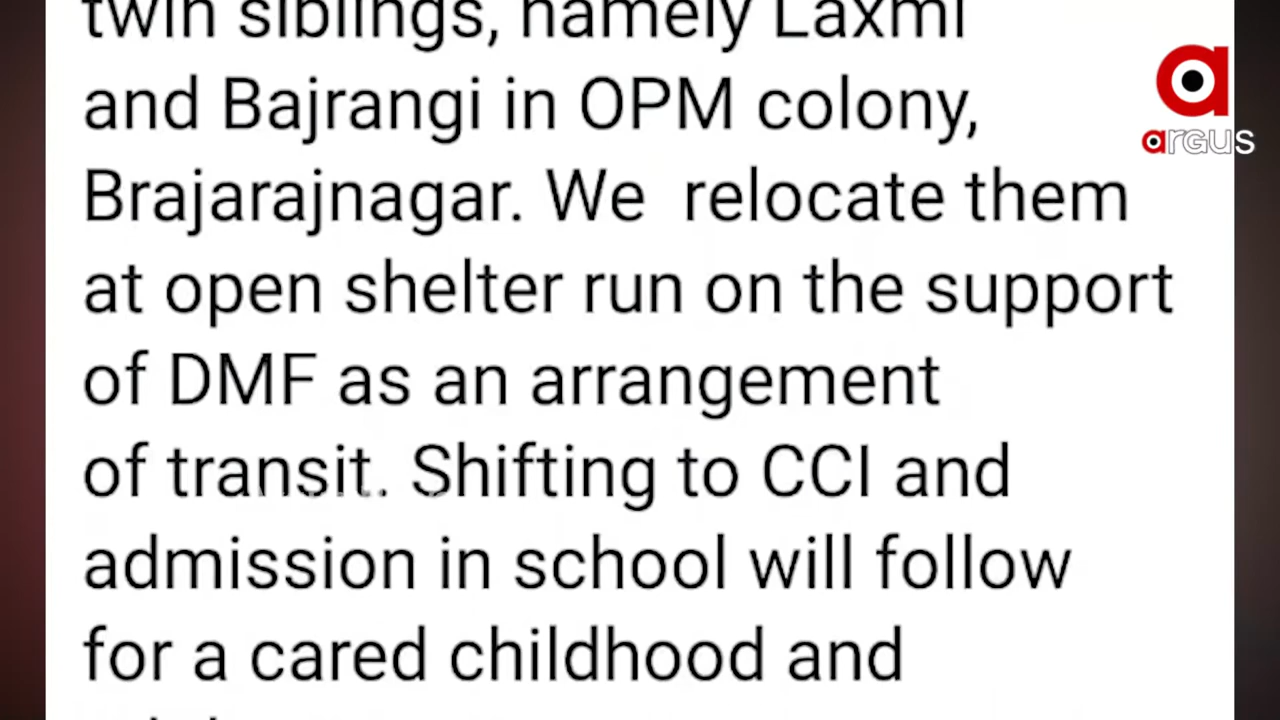 twin siblings, namely Laxmi
and Bajrangi in OPM colony,
Brajarajnagar. We  relocate them
at open shelter run on the support
of DMF as an arrangement
of transit. Shifting to CCI and
admission in school will follow
for a cared childhood and
argus